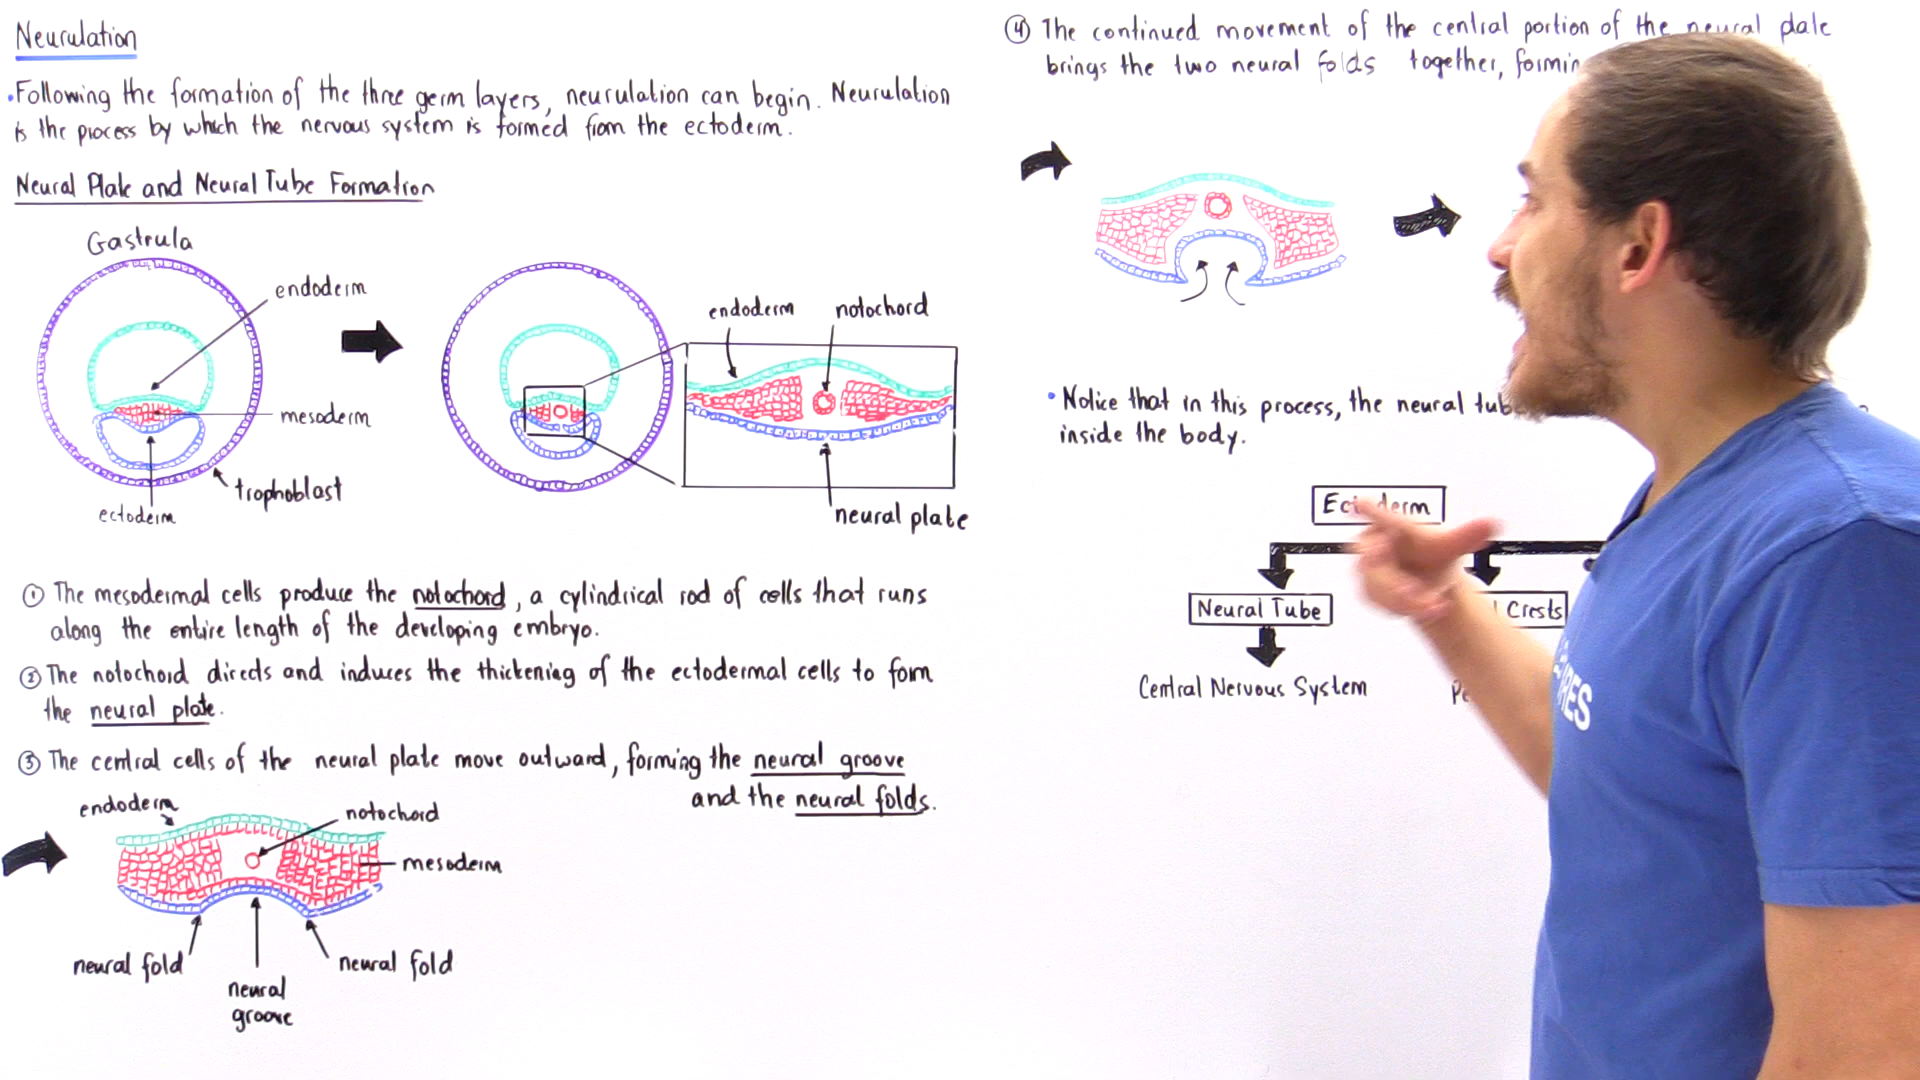 Neurulation
• Following the formation of the three germ layers, neurulation can begin. Neurulation
is the process by which the nervous system is formed from the ectoderm.
Neural Plate and Neural Tube Formation
Gastrula
endoderm
mesoderm
trophoblast
ectoderm
endoderm
notochord
neural plate
① The mesodermal cells produce the notochord, a cylindrical rod of cells that runs
along the entire length of the developing embryo.
② The notochord directs and induces the thickening of the ectodermal cells to form
the neural plate.
③ The central cells of the neural plate move outward, forming the neural groove
and the neural folds.
endoderm
notochord
mesoderm
neural fold
neural groove
neural fold
④ The continued movement of the central portion of the neural plate
brings the two neural folds together,
• Notice that in this process, the neural
inside the body.
Ectoderm
Neural Tube
Crests
Central Nervous System